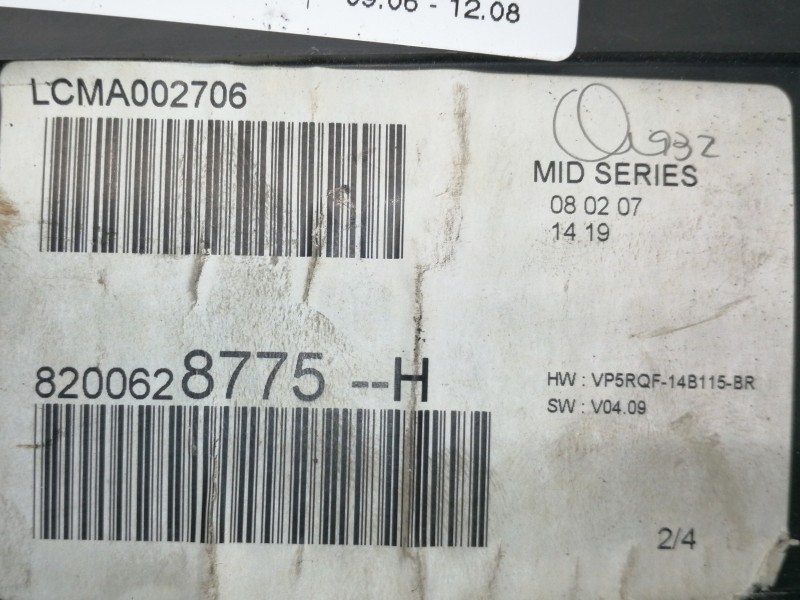 09.06 - 12.08
LCMA002706
932
MID SERIES
08 02 07
14 19
8200628775 --H
HW : VP5RQF-14B115-BR
SW : V04.09
2/4